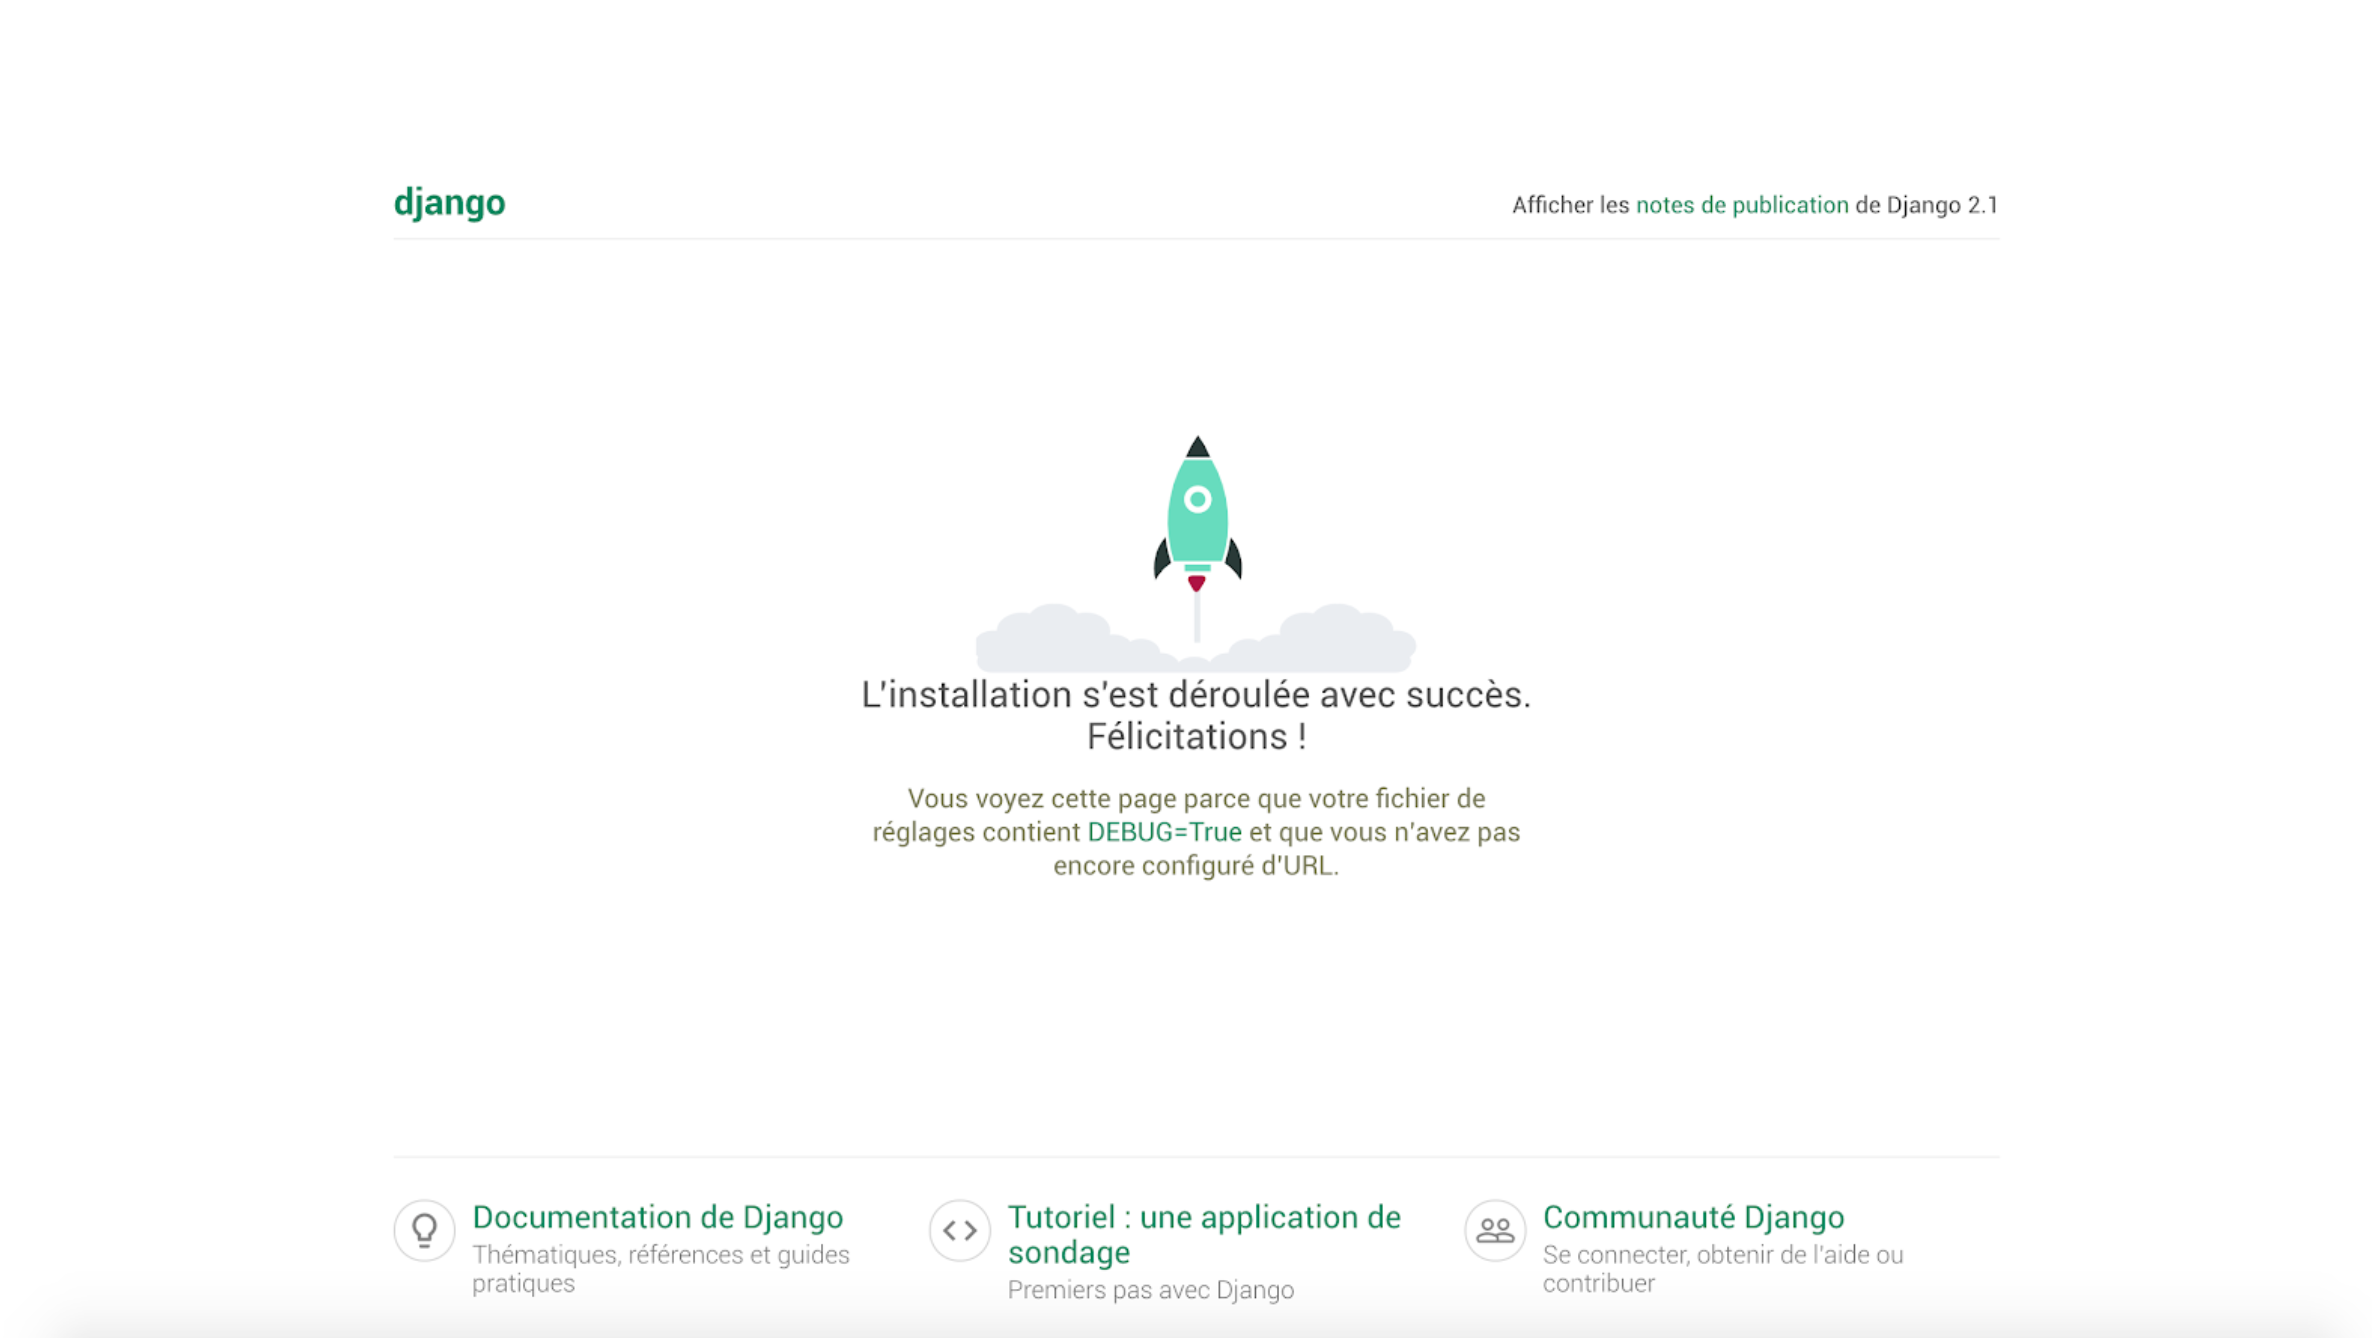 django
Afficher les notes de publication de Django 2.1
L'installation s'est déroulée avec succès.
Félicitations !
Vous voyez cette page parce que votre fichier de
réglages contient DEBUG=True et que vous n'avez pas
encore configuré d'URL.
Documentation de Django
Thématiques, références et guides
pratiques
Tutoriel : une application de
sondage
Premiers pas avec Django
Communauté Django
Se connecter, obtenir de l'aide ou
contribuer